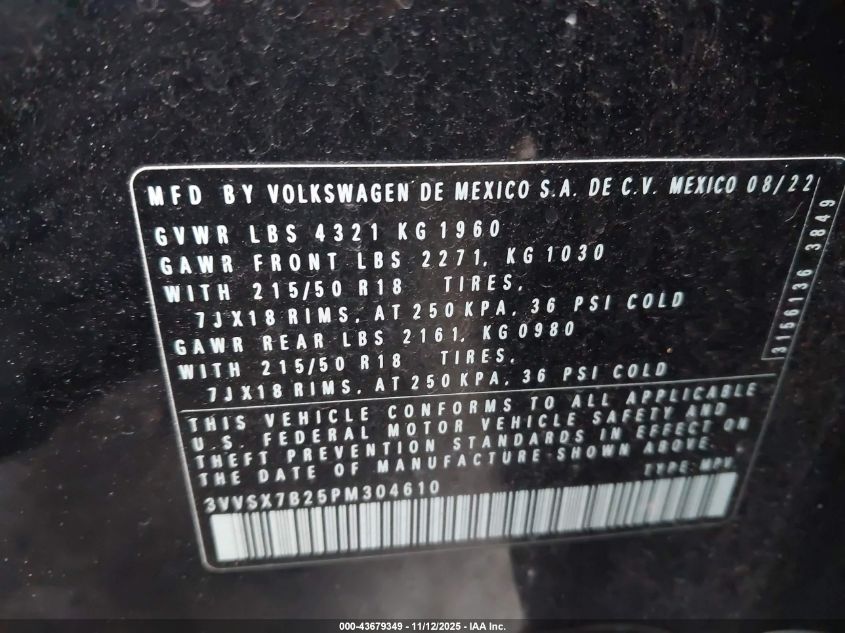 MFD BY VOLKSWAGEN DE MEXICO S.A. DE C.V. MEXICO 08/22
GVWR LBS 4321 KG 1960
GAWR FRONT LBS 2271, KG 1030
WITH 215/50 R18 TIRES,
7JX18 RIMS, AT 250 KPA, 36 PSI COLD
GAWR REAR LBS 2161, KG 0980
WITH 215/50 R18 TIRES,
7JX18 RIMS, AT 250 KPA, 36 PSI COLD
3156136 3849
THIS VEHICLE CONFORMS TO ALL APPLICABLE
U.S. FEDERAL MOTOR VEHICLE SAFETY AND
THEFT PREVENTION STANDARDS IN EFFECT ON
THE DATE OF MANUFACTURE SHOWN ABOVE.
TYPE: MPV
3VVSX7B25PM304610
000-43679349 - 11/12/2025 - IAA Inc.